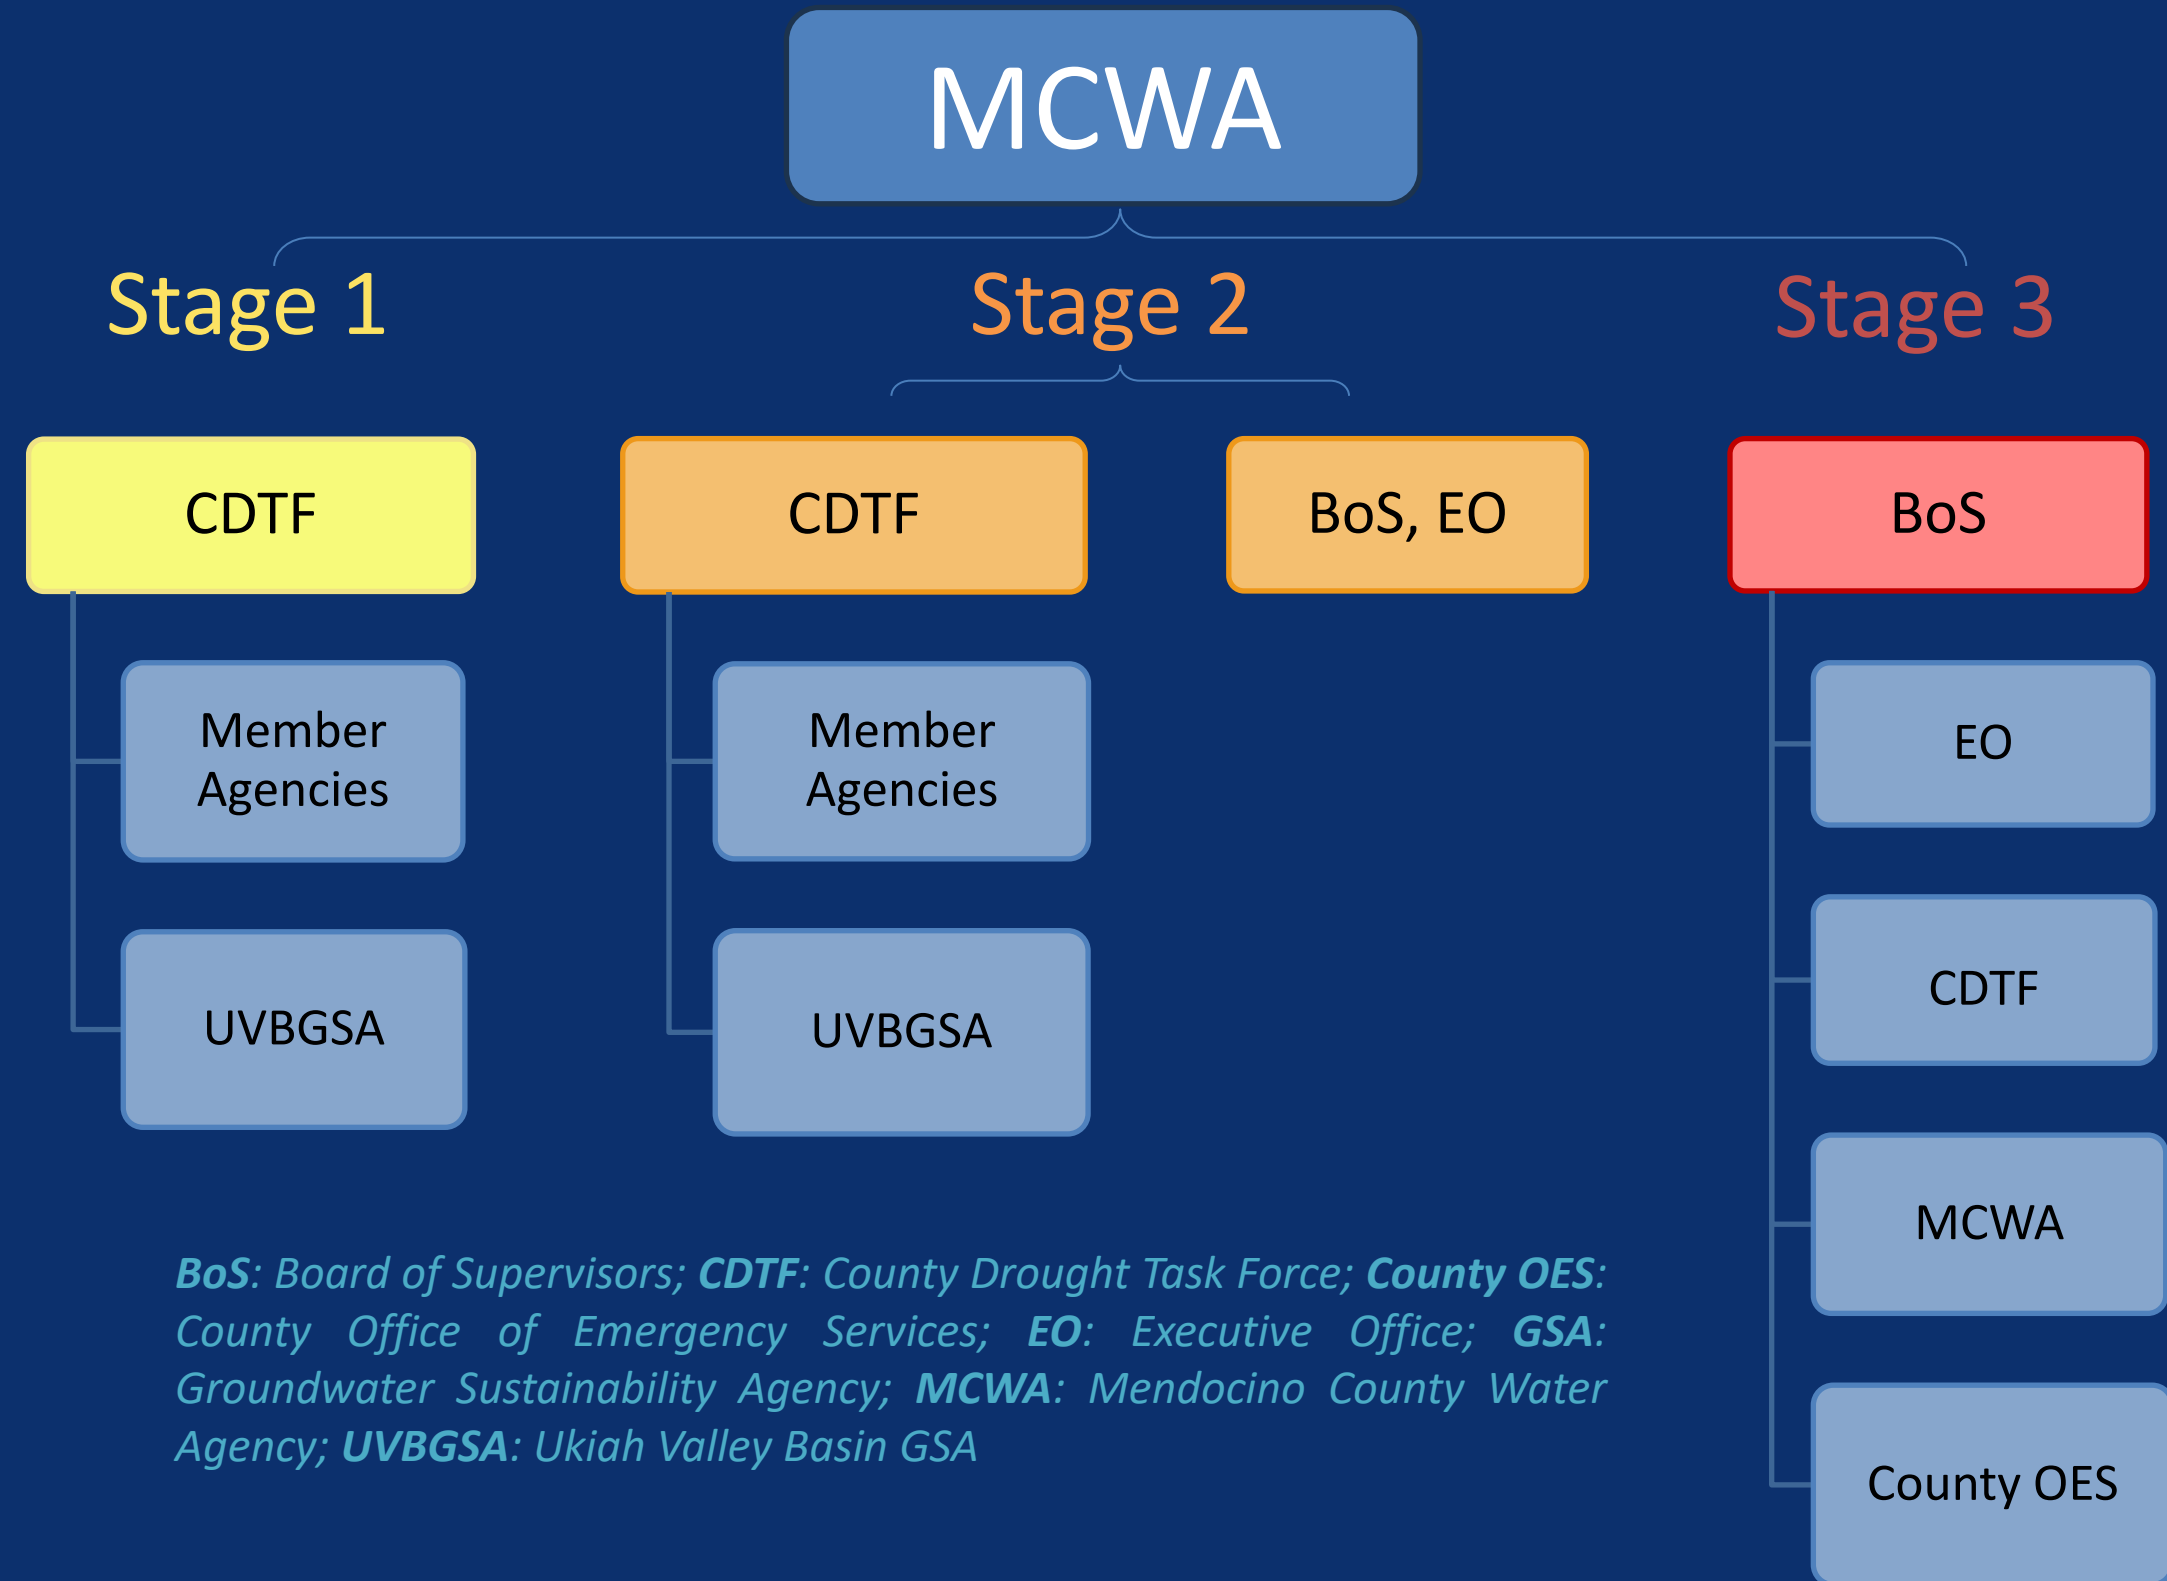 MCWA
Stage 1
Stage 2
Stage 3
CDTF
CDTF
BoS, EO
BoS
Member
Agencies
UVBGSA
Member
Agencies
UVBGSA
EO
CDTF
MCWA
County OES
BoS: Board of Supervisors; CDTF: County Drought Task Force; County OES:
County Office of Emergency Services; EO: Executive Office; GSA:
Groundwater Sustainability Agency; MCWA: Mendocino County Water
Agency; UVBGSA: Ukiah Valley Basin GSA